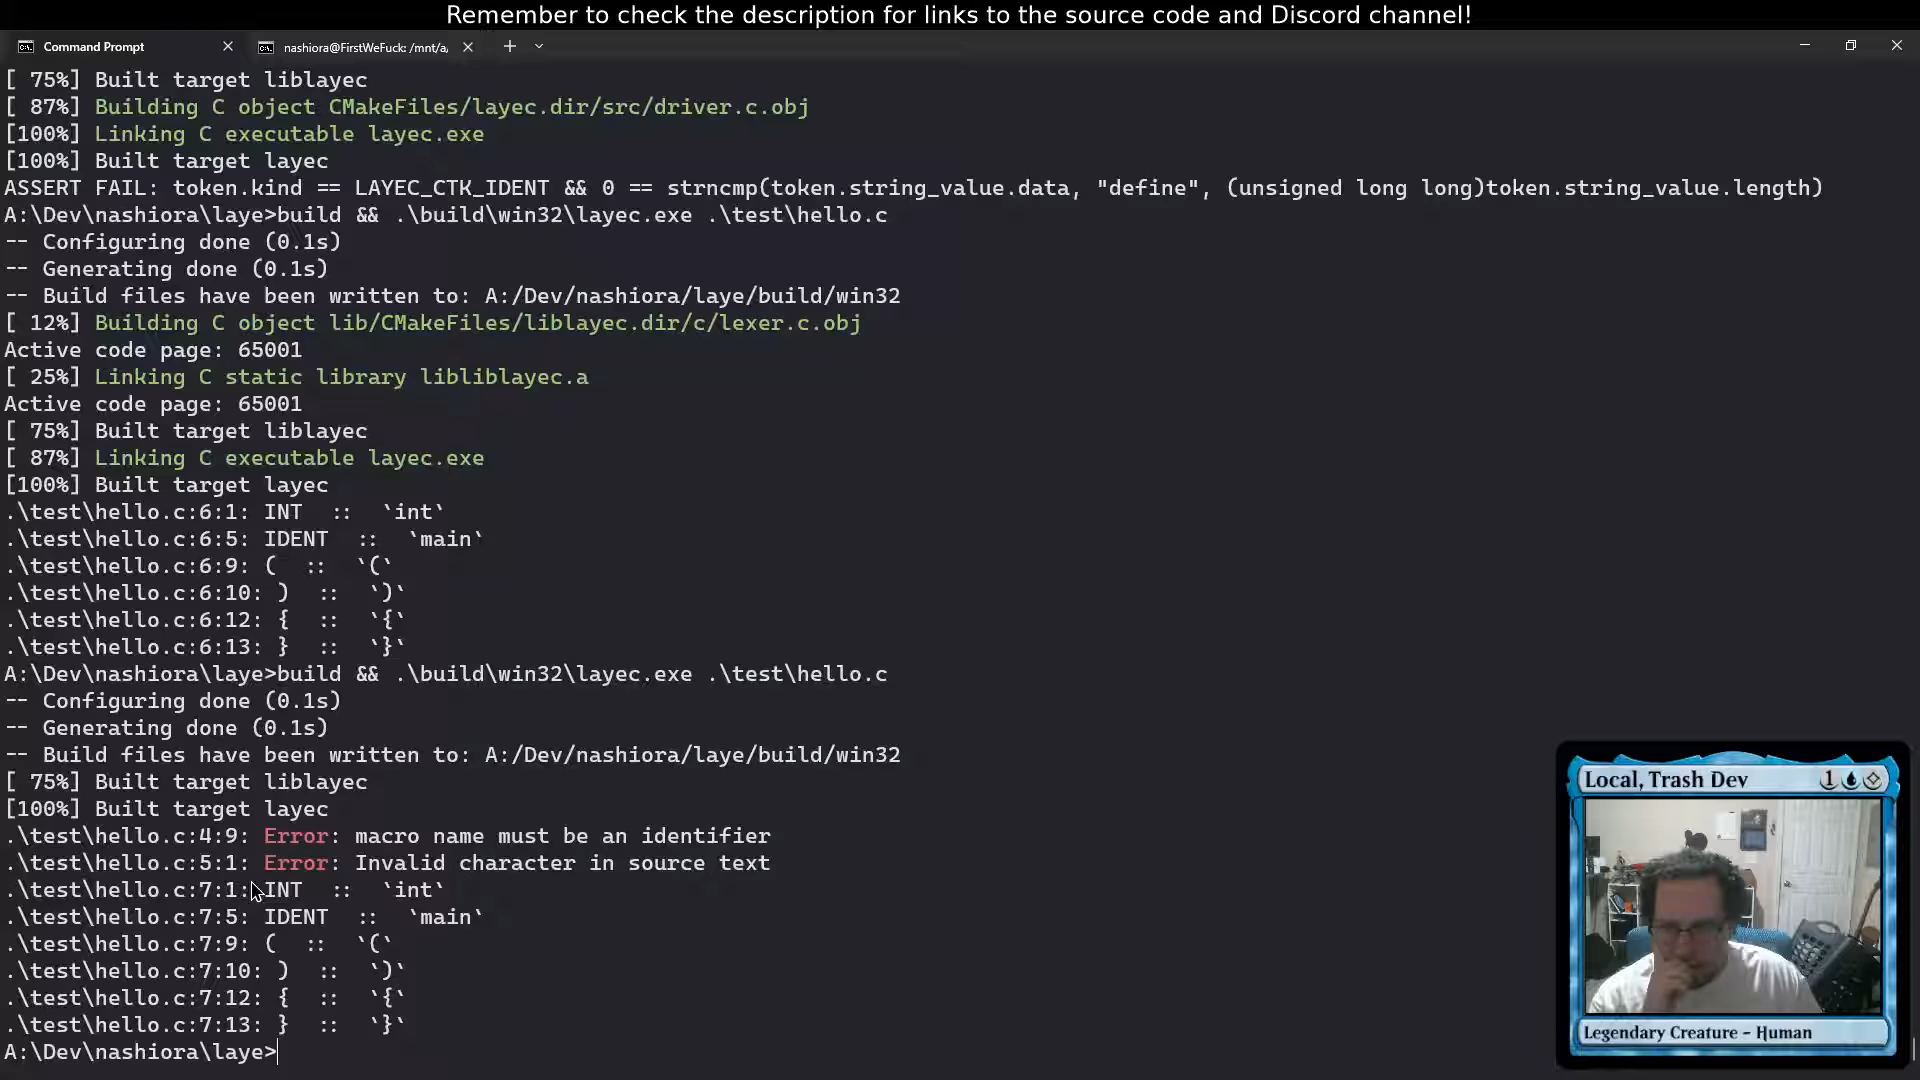 Remember to check the description for links to the source code and Discord channel!
Command Prompt
nashiora@FirstWeFuck: /mnt/a,
[ 75%] Built target liblayec
[ 87%] Building C object CMakeFiles/layec.dir/src/driver.c.obj
[100%] Linking C executable layec.exe
[100%] Built target layec
ASSERT FAIL: token.kind == LAYEC_CTK_IDENT && 0 == strncmp(token.string_value.data, "define", (unsigned long long)token.string_value.length)
A:\Dev\nashiora\laye>build && .\build\win32\layec.exe .\test\hello.c
-- Configuring done (0.1s)
-- Generating done (0.1s)
-- Build files have been written to: A:/Dev/nashiora/laye/build/win32
[ 12%] Building C object lib/CMakeFiles/liblayec.dir/c/lexer.c.obj
Active code page: 65001
[ 25%] Linking C static library libliblayec.a
Active code page: 65001
[ 75%] Built target liblayec
[ 87%] Linking C executable layec.exe
[100%] Built target layec
.\test\hello.c:6:1: INT  ::  `int`
.\test\hello.c:6:5: IDENT  ::  `main`
.\test\hello.c:6:9: (  ::  `(`
.\test\hello.c:6:10: )  ::  `)`
.\test\hello.c:6:12: {  ::  `{`
.\test\hello.c:6:13: }  ::  `}`
A:\Dev\nashiora\laye>build && .\build\win32\layec.exe .\test\hello.c
-- Configuring done (0.1s)
-- Generating done (0.1s)
-- Build files have been written to: A:/Dev/nashiora/laye/build/win32
[ 75%] Built target liblayec
[100%] Built target layec
.\test\hello.c:4:9: Error: macro name must be an identifier
.\test\hello.c:5:1: Error: Invalid character in source text
.\test\hello.c:7:1: INT  ::  `int`
.\test\hello.c:7:5: IDENT  ::  `main`
.\test\hello.c:7:9: (  ::  `(`
.\test\hello.c:7:10: )  ::  `)`
.\test\hello.c:7:12: {  ::  `{`
.\test\hello.c:7:13: }  ::  `}`
A:\Dev\nashiora\laye>
Local, Trash Dev 1
Legendary Creature - Human